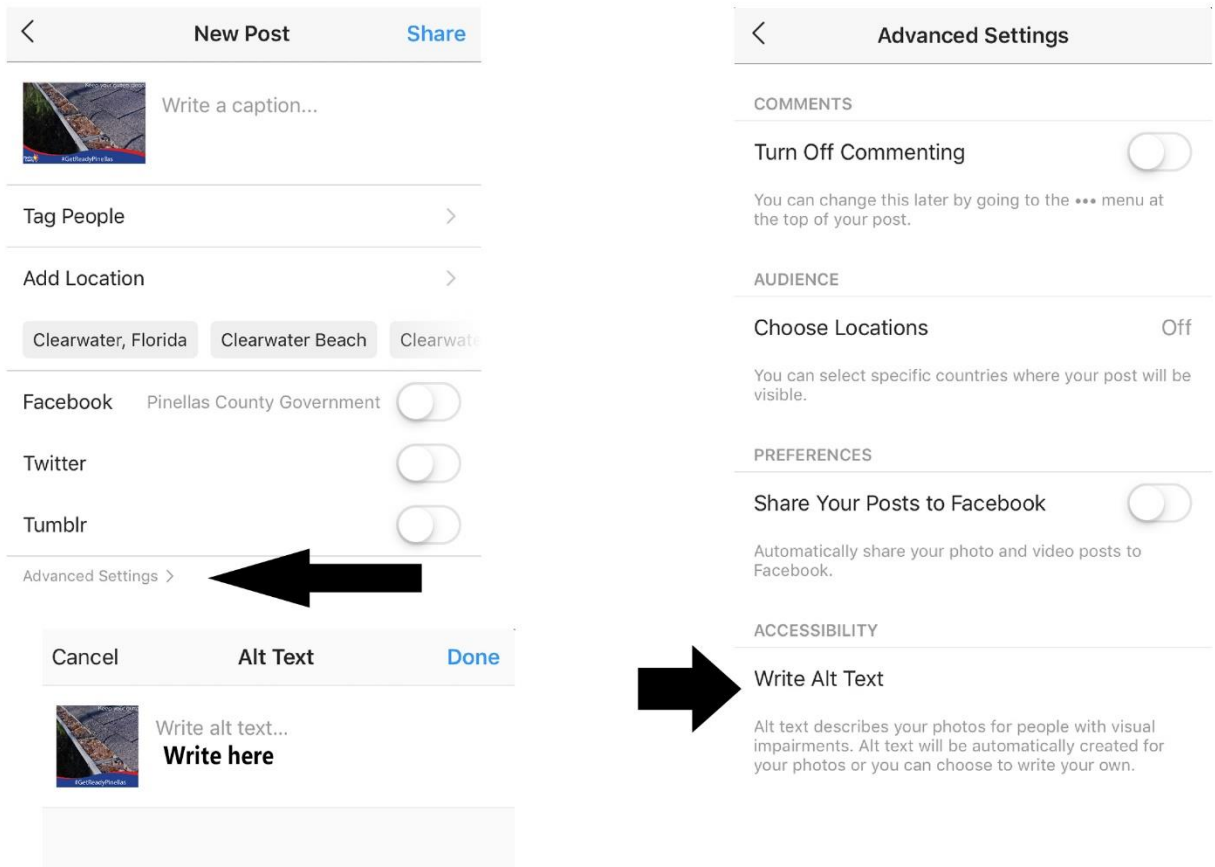 New Post
Share
Write a caption...
#GetReadyPinellas
Tag People
Add Location
Clearwater, Florida
Clearwater Beach
Facebook
Pinellas County Government
Twitter
Tumblr
Advanced Settings
Cancel
Alt Text
Done
Write alt text...
Write here
#GetReadyPinellas
Advanced Settings
COMMENTS
Turn Off Commenting
You can change this later by going to the ••• menu at
the top of your post.
AUDIENCE
Choose Locations
Off
You can select specific countries where your post will be
visible.
PREFERENCES
Share Your Posts to Facebook
Automatically share your photo and video posts to
Facebook.
ACCESSIBILITY
Write Alt Text
Alt text describes your photos for people with visual
impairments. Alt text will be automatically created for
your photos or you can choose to write your own.